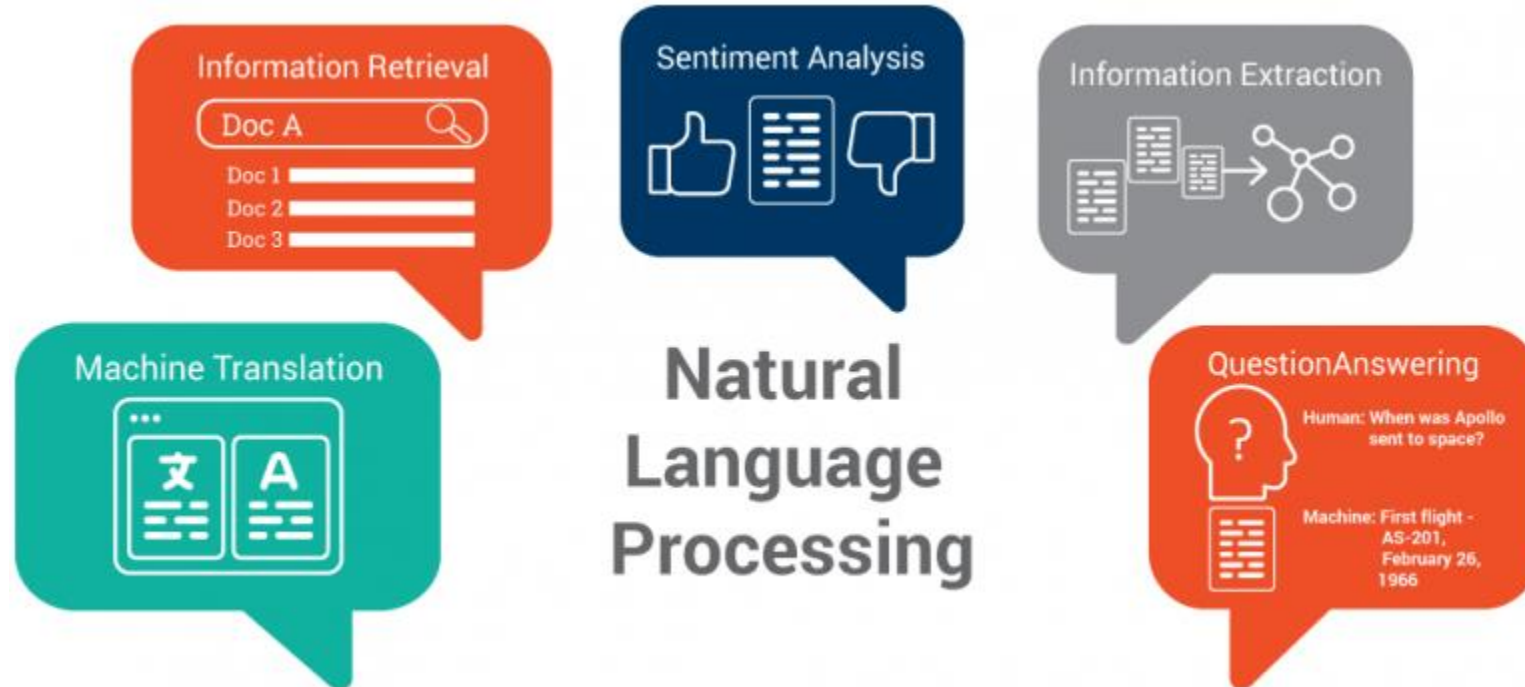 Information Retrieval
Doc A
Doc 1
Doc 2
Doc 3
Sentiment Analysis
Information Extraction
Machine Translation
文 A
Natural
Language
Processing
QuestionAnswering
?
Human: When was Apollo
sent to space?
Machine: First flight -
AS-201,
February 26,
1966